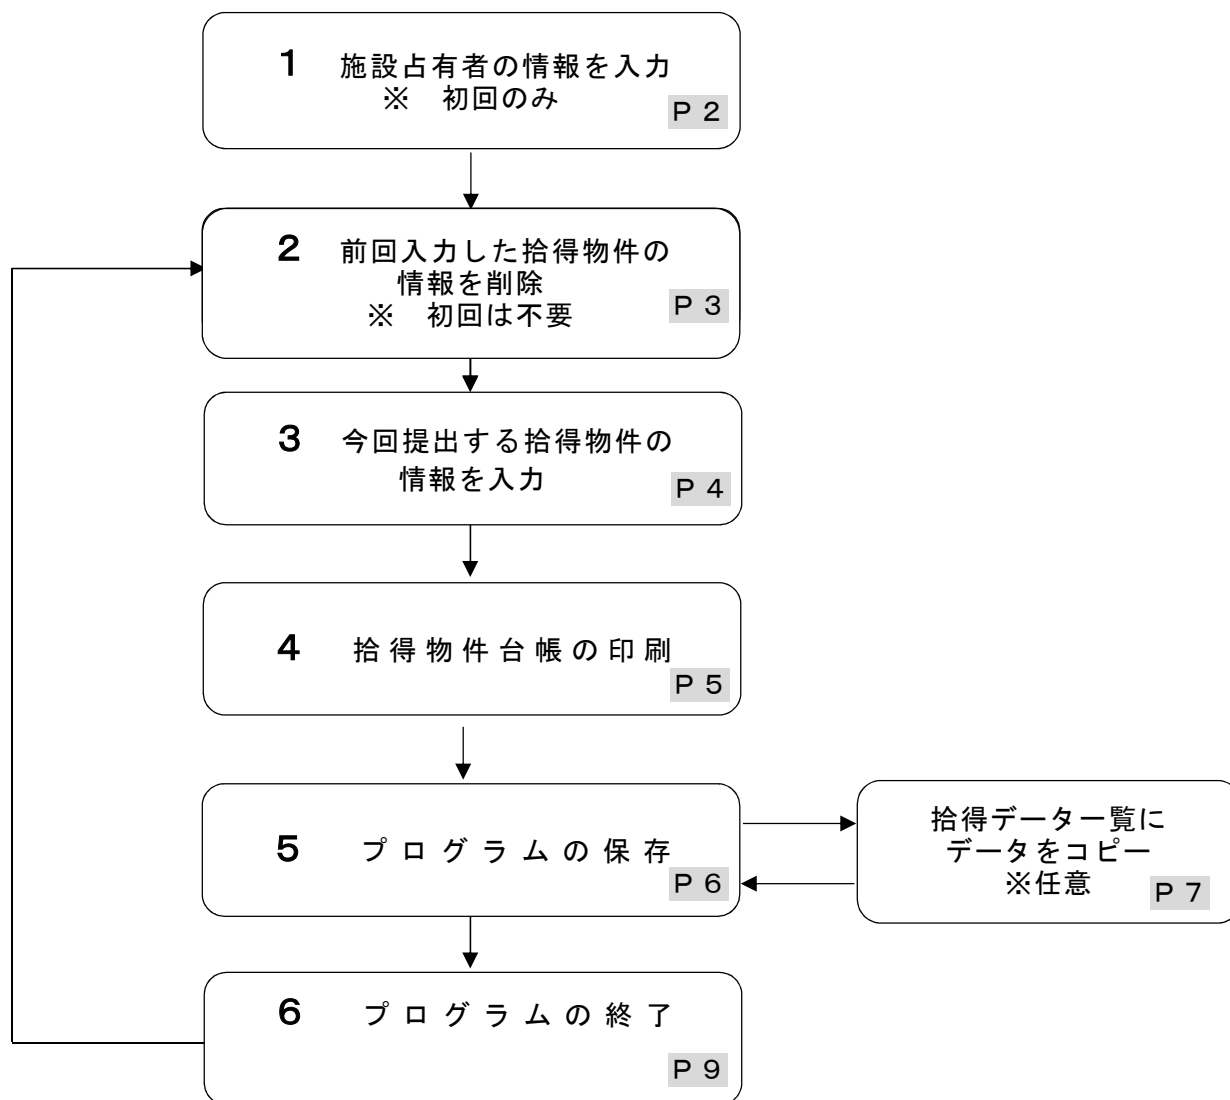 １　施設占有者の情報を入力
※　初回のみ
Ｐ２
２　前回入力した拾得物件の
情報を削除
※　初回は不要
Ｐ３
３　今回提出する拾得物件の
情報を入力
Ｐ４
４　拾得物件台帳の印刷
Ｐ５
５　プログラムの保存
Ｐ６
拾得データ一覧に
データをコピー
※任意
Ｐ７
６　プログラムの終了
Ｐ９